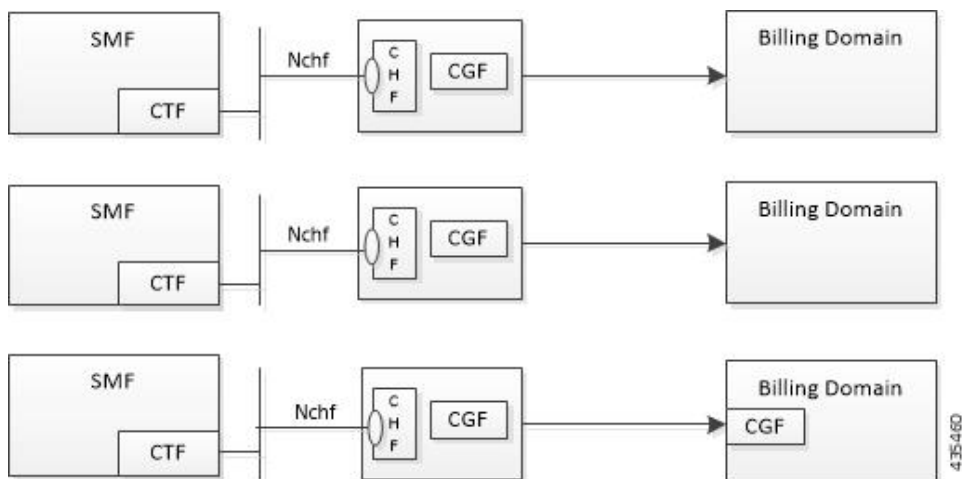 SMF
CTF
Nchf
C
H
F
CGF
Billing Domain
SMF
CTF
Nchf
C
H
F
CGF
Billing Domain
SMF
CTF
Nchf
C
H
F
CGF
Billing Domain
CGF
435460